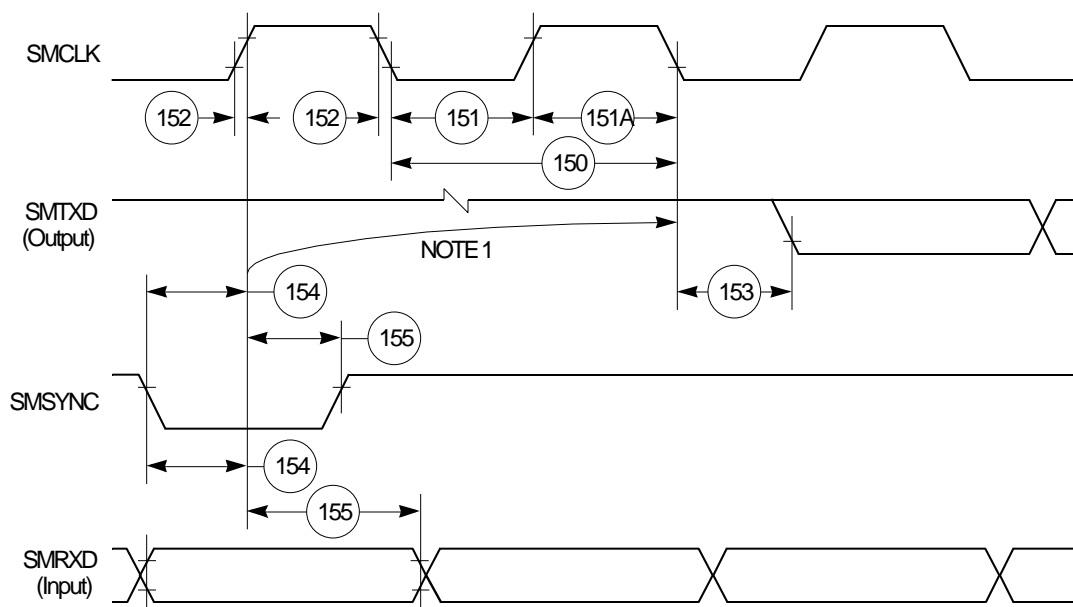 SMCLK
152
152
151
151A
150
SMTXD
(Output)
NOTE 1
153
154
155
SMSYNC
154
155
SMRXD
(Input)